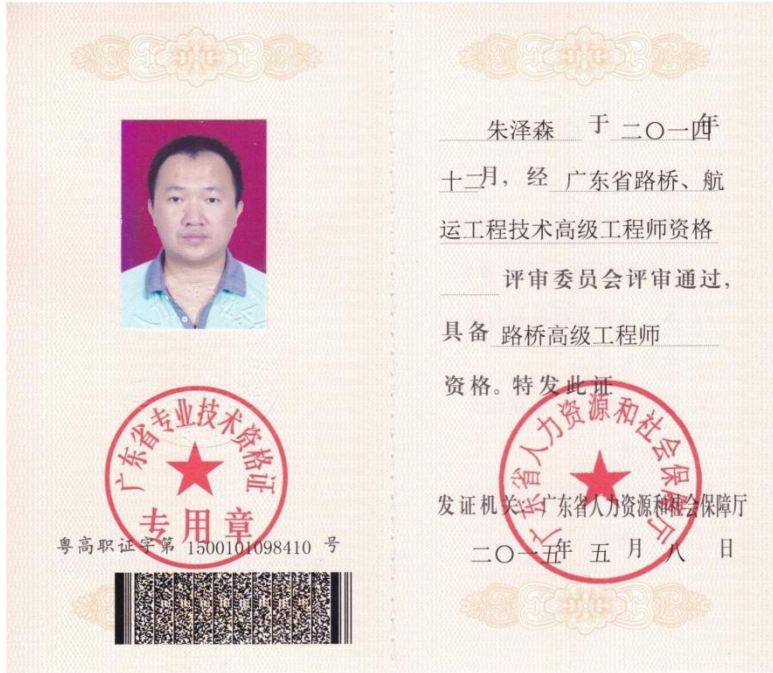 广东省专业技术资格证
专用章
粤高职证字第 1500101098410 号
朱泽森 于 二〇一四年
十二月，经 广东省路桥、航
运工程技术高级工程师资格
评审委员会评审通过，
具备 路桥高级工程师
资格。特发此证
广东省人力资源和社会保障厅
发证机关：广东省人力资源和社会保障厅
二〇一五年 五 月 八 日